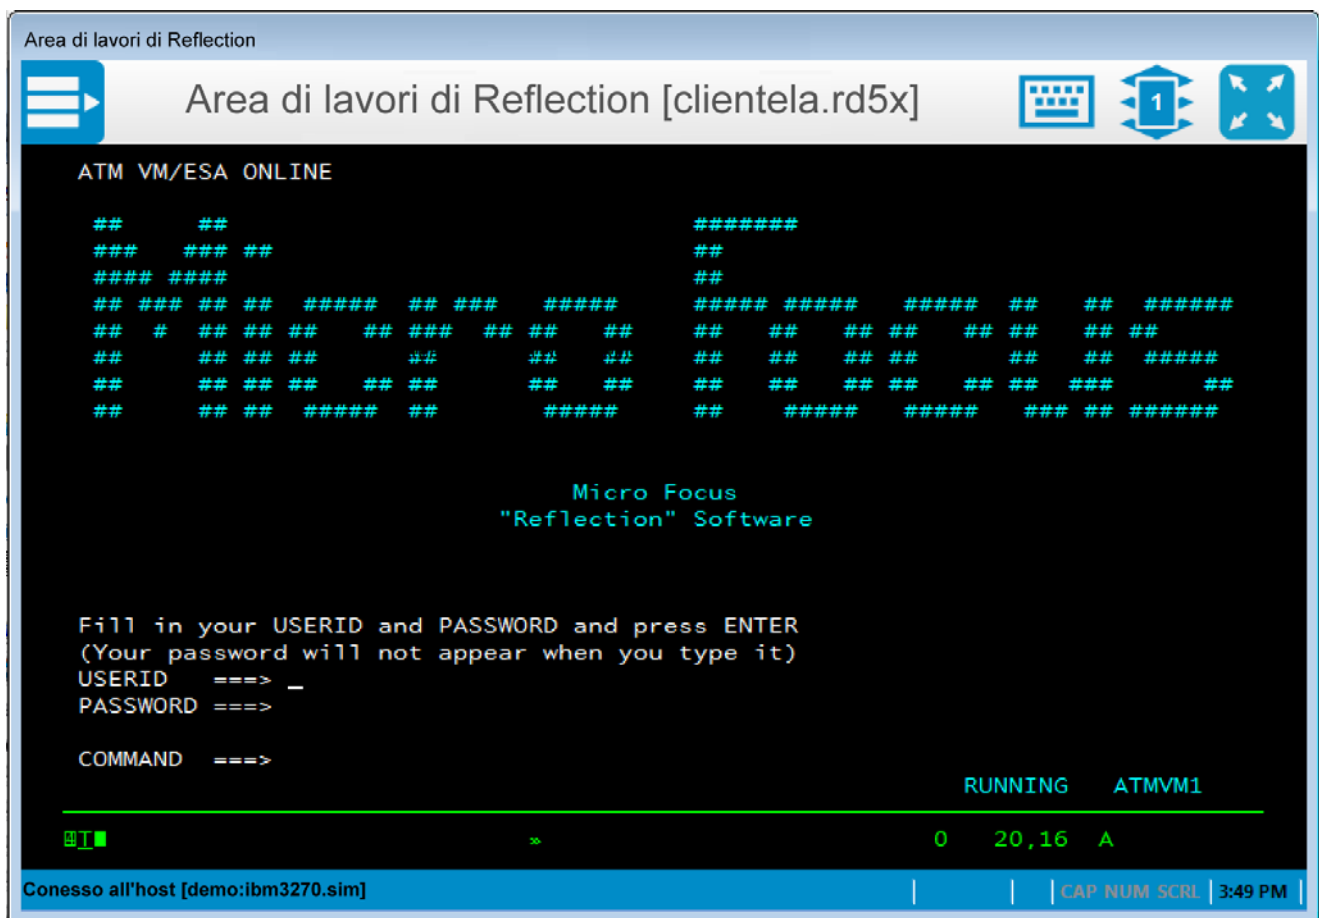 Area di lavori di Reflection
Area di lavori di Reflection [clientela.rd5x]
1
ATM VM/ESA ONLINE
Micro Focus
Micro Focus
"Reflection" Software
Fill in your USERID and PASSWORD and press ENTER
(Your password will not appear when you type it)
USERID ===> _
PASSWORD ===>
COMMAND ===>
RUNNING ATMVM1
4T 0 20,16 A
Conesso all'host [demo:ibm3270.sim] CAP NUM SCRL 3:49 PM